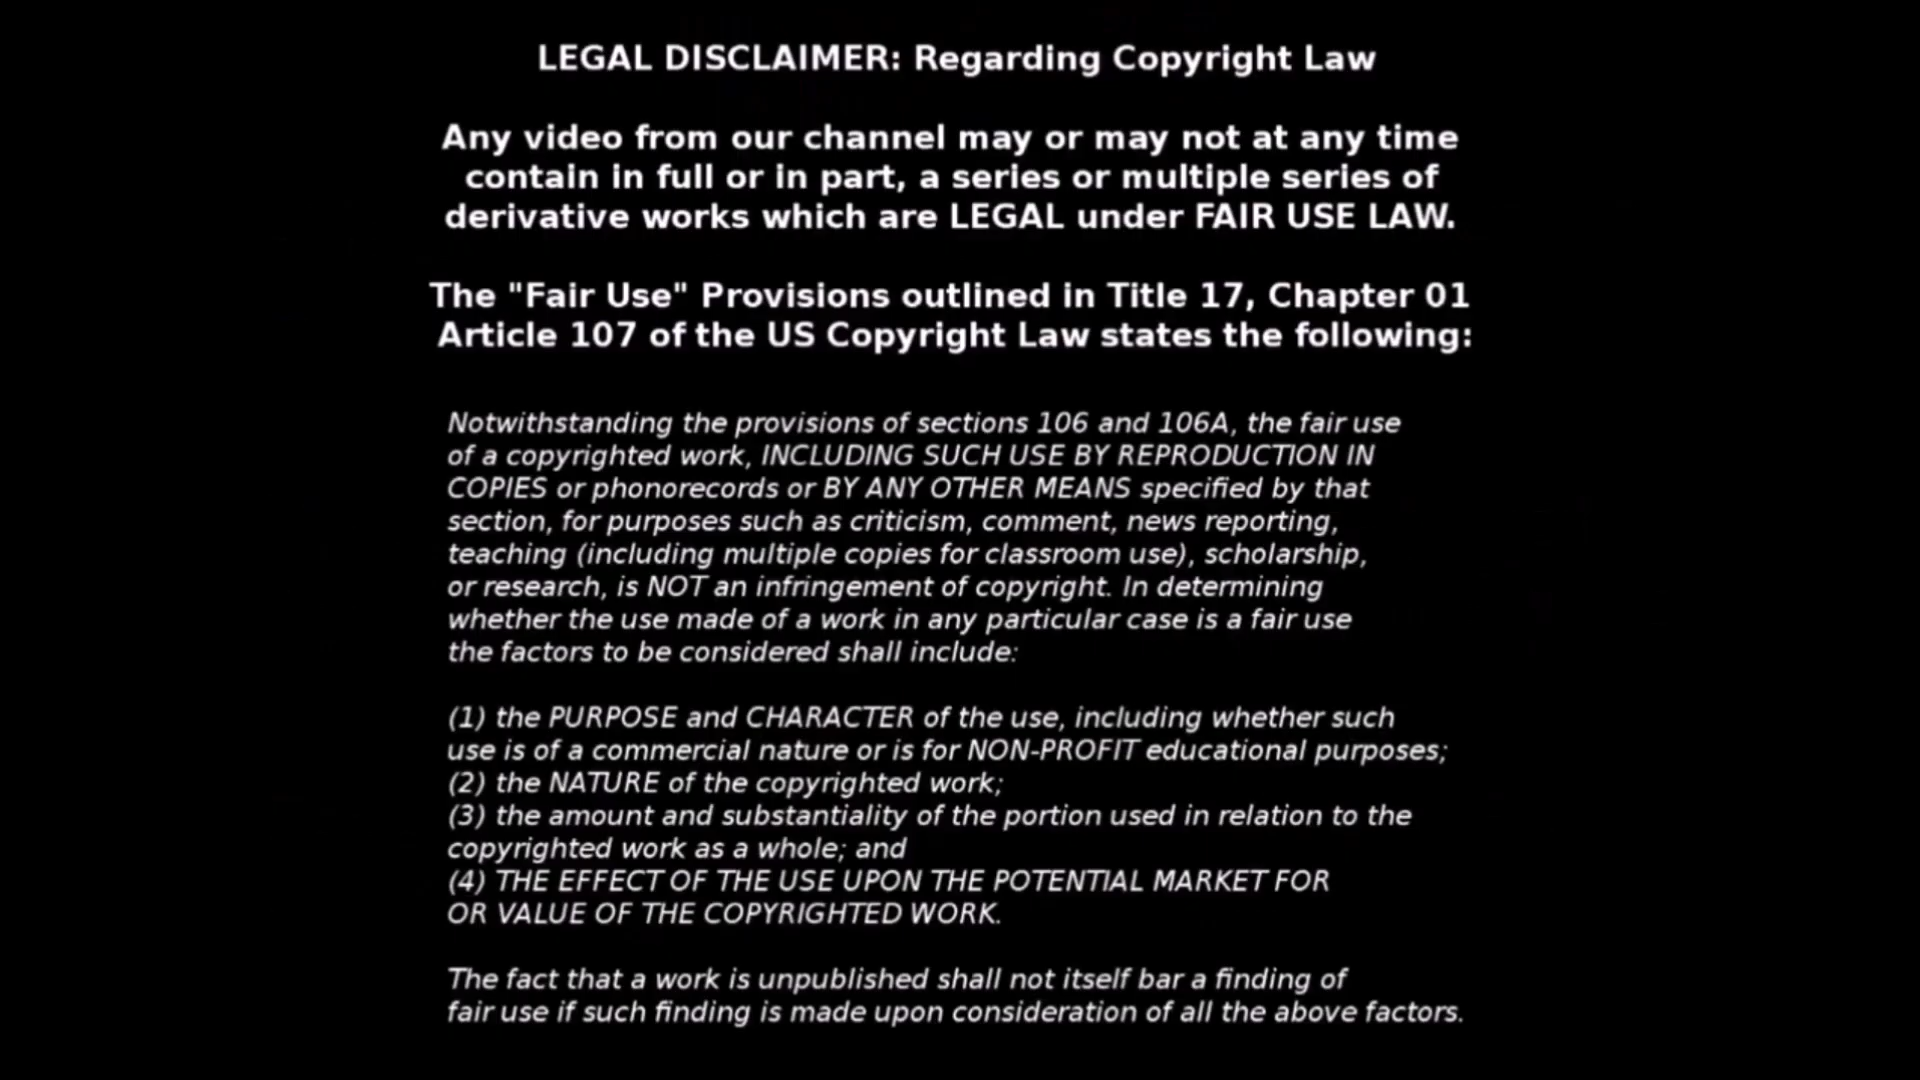 LEGAL DISCLAIMER: Regarding Copyright Law
Any video from our channel may or may not at any time
contain in full or in part, a series or multiple series of
derivative works which are LEGAL under FAIR USE LAW.
The "Fair Use" Provisions outlined in Title 17, Chapter 01
Article 107 of the US Copyright Law states the following:
Notwithstanding the provisions of sections 106 and 106A, the fair use
of a copyrighted work, INCLUDING SUCH USE BY REPRODUCTION IN
COPIES or phonorecords or BY ANY OTHER MEANS specified by that
section, for purposes such as criticism, comment, news reporting,
teaching (including multiple copies for classroom use), scholarship,
or research, is NOT an infringement of copyright. In determining
whether the use made of a work in any particular case is a fair use
the factors to be considered shall include:
(1) the PURPOSE and CHARACTER of the use, including whether such
use is of a commercial nature or is for NON-PROFIT educational purposes;
(2) the NATURE of the copyrighted work;
(3) the amount and substantiality of the portion used in relation to the
copyrighted work as a whole; and
(4) THE EFFECT OF THE USE UPON THE POTENTIAL MARKET FOR
OR VALUE OF THE COPYRIGHTED WORK.
The fact that a work is unpublished shall not itself bar a finding of
fair use if such finding is made upon consideration of all the above factors.